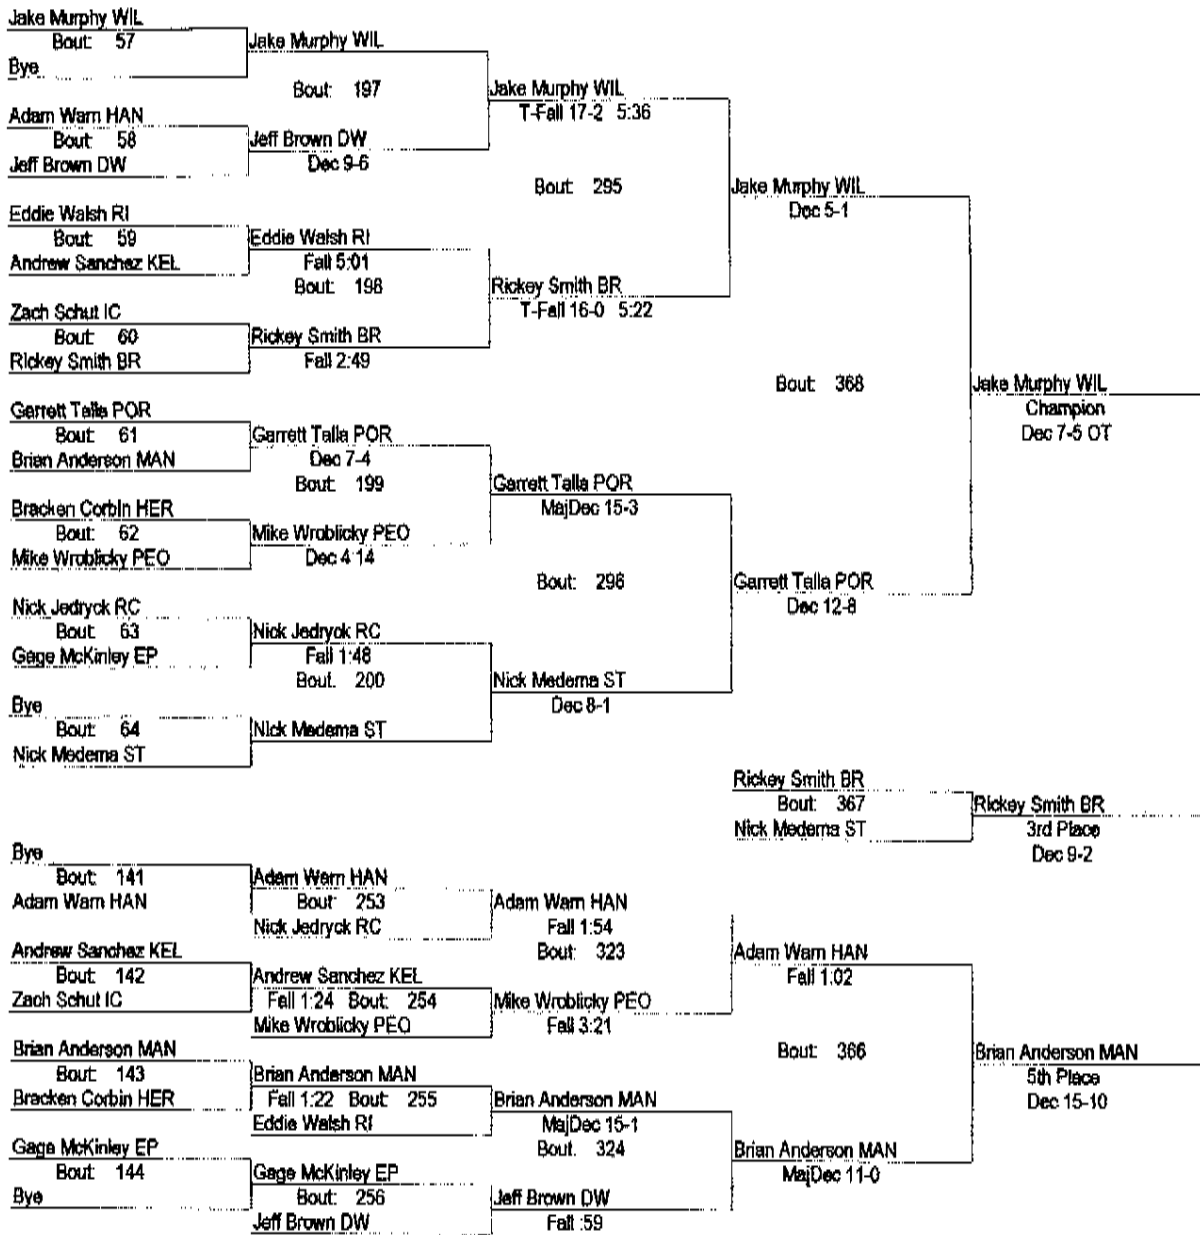 Jake Murphy WIL
Bout: 57
Jake Murphy WIL
Bye
Bout: 197
Jake Murphy WIL
T-Fall 17-2 5:36
Adam Warn HAN
Bout: 58
Jeff Brown DW
Jeff Brown DW
Dec 9-6
Bout: 295
Jake Murphy WIL
Dec 5-1
Eddie Walsh RI
Bout: 59
Eddie Walsh RI
Andrew Sanchez KEL
Fall 5:01
Bout: 198
Rickey Smith BR
T-Fall 16-0 5:22
Zach Schut IC
Bout: 60
Rickey Smith BR
Rickey Smith BR
Fall 2:49
Bout: 368
Jake Murphy WIL
Champion
Dec 7-5 OT
Garrett Talla POR
Bout: 61
Garrett Talla POR
Brian Anderson MAN
Dec 7-4
Bout: 199
Garrett Talla POR
MajDec 15-3
Bracken Corbin HER
Bout: 62
Mike Wroblicky PEO
Mike Wroblicky PEO
Dec 4-14
Bout: 296
Garrett Talla POR
Dec 12-8
Nick Jedryck RC
Bout: 63
Nick Jedryck RC
Gage McKinley EP
Fall 1:48
Bout: 200
Nick Medema ST
Dec 8-1
Bye
Bout: 64
Nick Medema ST
Nick Medema ST
Rickey Smith BR
Bout: 367
Rickey Smith BR
Nick Medema ST
3rd Place
Dec 9-2
Bye
Bout: 141
Adam Warn HAN
Adam Warn HAN
Bout: 253
Nick Jedryck RC
Adam Warn HAN
Fall 1:54
Bout: 323
Adam Warn HAN
Fall 1:02
Andrew Sanchez KEL
Bout: 142
Andrew Sanchez KEL
Zach Schut IC
Fall 1:24 Bout: 254
Mike Wroblicky PEO
Mike Wroblicky PEO
Fall 3:21
Bout: 366
Brian Anderson MAN
5th Place
Dec 15-10
Brian Anderson MAN
Bout: 143
Brian Anderson MAN
Bracken Corbin HER
Fall 1:22 Bout: 255
Eddie Walsh RI
Brian Anderson MAN
MajDec 15-1
Bout: 324
Brian Anderson MAN
MajDec 11-0
Gage McKinley EP
Bout: 144
Gage McKinley EP
Bye
Bout: 256
Jeff Brown DW
Jeff Brown DW
Fall :59